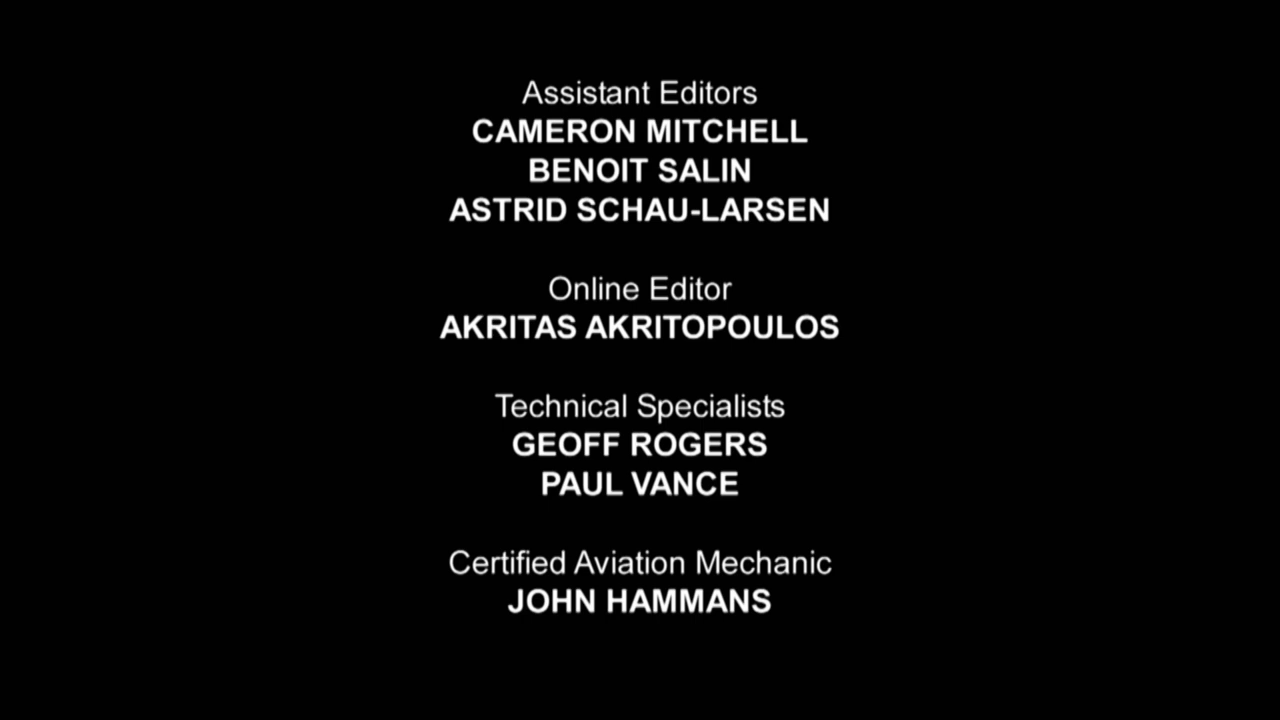 Assistant Editors
CAMERON MITCHELL
BENOIT SALIN
ASTRID SCHAU-LARSEN
Online Editor
AKRITAS AKRITOPOULOS
Technical Specialists
GEOFF ROGERS
PAUL VANCE
Certified Aviation Mechanic
JOHN HAMMANS